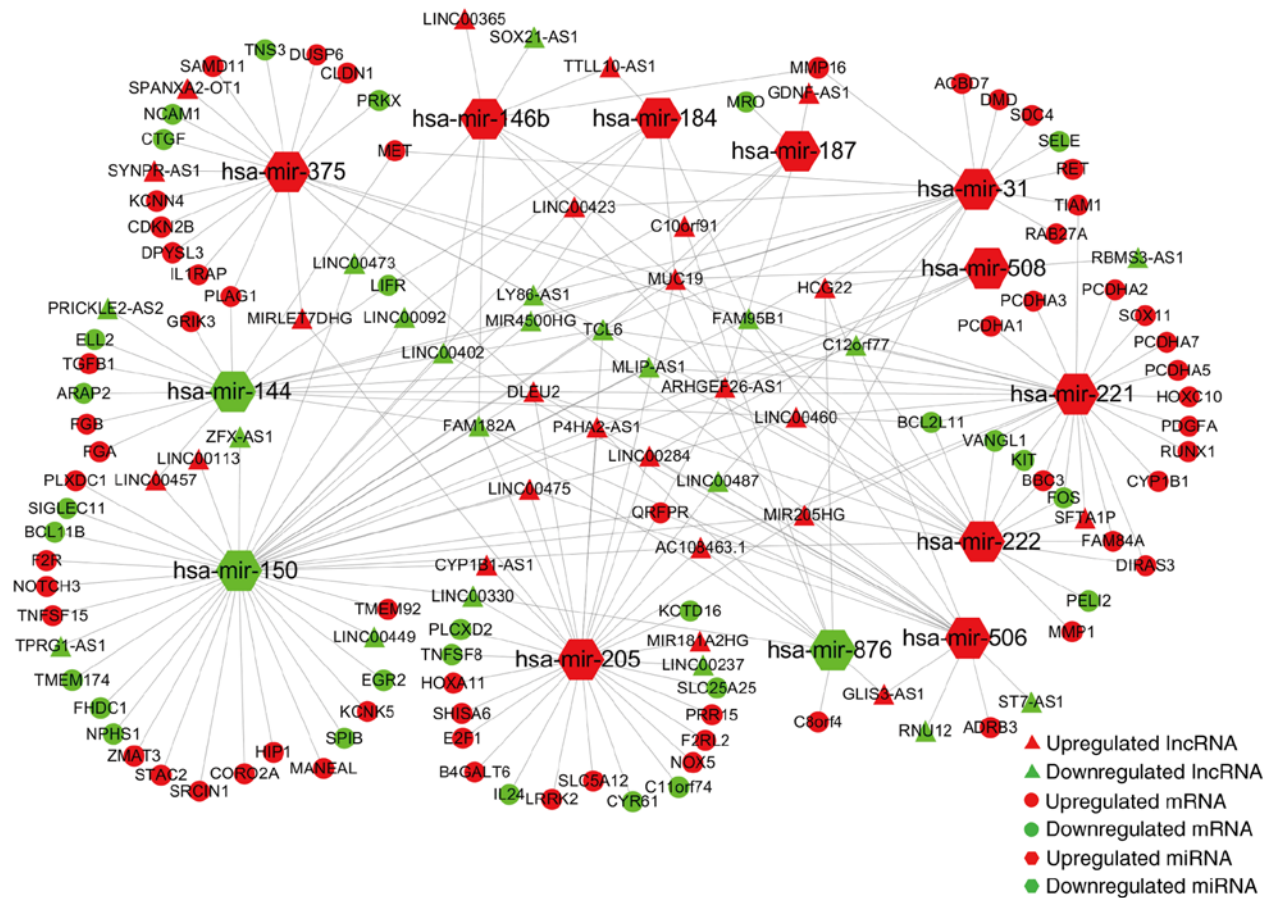 LINC00365
SOX21-AS1
TNS3
DUSP6
SAMD11
CLDN1
TTLL10-AS1
MMP16
SPANXA2-OT1
GDNF-AS1
ACBD7
PRKX
MRO
DMD
NCAM1
SDC4
hsa-mir-146b
hsa-mir-184
CTGF
SELE
MET
hsa-mir-187
SYNPR-AS1
hsa-mir-375
RET
hsa-mir-31
KCNN4
LINC00423
TIAM1
CDKN2B
C10orf91
RAB27A
DPYSL3
RBMS3-AS1
LINC00473
hsa-mir-508
IL1RAP
MUC19
LIFR
HCG22
PLAG1
LY86-AS1
PCDHA2
PCDHA3
PRICKLE2-AS2
SOX11
GRIK3
MIRLET7DHG
LINC00092
MIR4500HG
FAM95B1
PCDHA1
TCL6
ELL2
PCDHA7
C12orf77
LINC00402
TGFB1
MLIP-AS1
PCDHA5
ARHGEF26-AS1
ARAP2
hsa-mir-144
DLEU2
hsa-mir-221
HOXC10
LINC00460
BCL2L11
FGB
FAM182A
P4HA2-AS1
PDGFA
ZFX-AS1
VANGL1
FGA
LINC00113
LINC00284
RUNX1
KIT
PLXDC1
LINC00457
LINC00487
BBC3
CYP1B1
LINC00475
FOS
SIGLEC11
QRFPR
MIR205HG
SFTA1P
BCL11B
FAM84A
hsa-mir-222
AC108463.1
F2R
CYP1B1-AS1
DIRAS3
hsa-mir-150
NOTCH3
LINC00330
PELI2
TMEM92
KCTD16
TNFSF15
PLCXD2
MMP1
LINC00449
MIR181A2HG
hsa-mir-506
TPRG1-AS1
TNFSF8
hsa-mir-876
hsa-mir-205
LINC00237
TMEM174
EGR2
HOXA11
SLC25A25
GLIS3-AS1
ST7-AS1
FHDC1
KCNK5
SHISA6
PRR15
C8orf4
ADRB3
RNU12
NPHS1
SPIB
E2F1
F2RL2
ZMAT3
HIP1
NOX5
STAC2
CORO2A
MANEAL
B4GALT6
SLC5A12
C11orf74
SRCIN1
IL24
LRRK2
CYR61
Upregulated lncRNA
Downregulated lncRNA
Upregulated mRNA
Downregulated mRNA
Upregulated miRNA
Downregulated miRNA